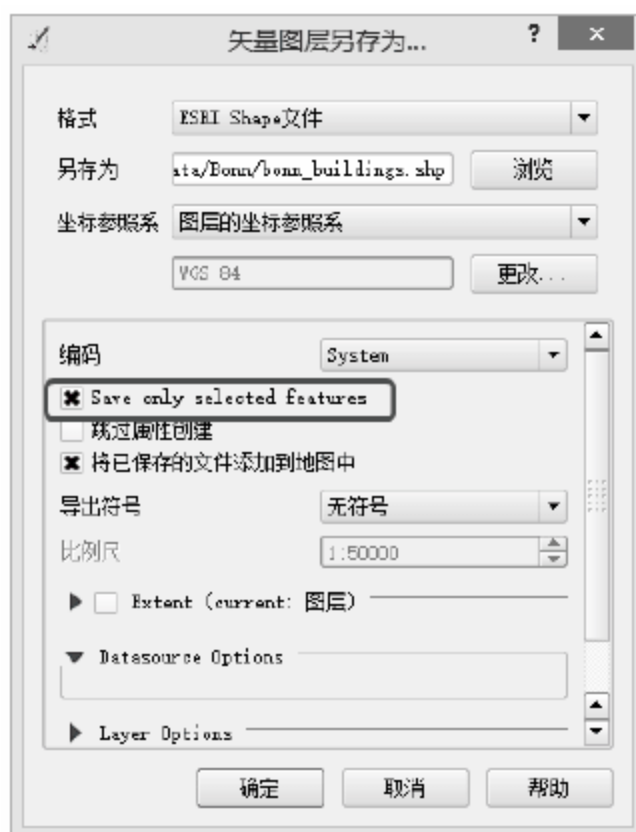 矢量图层另存为... ? ×
格式 ESRI Shape文件
另存为 ata/Bonn/bonn_buildings.shp 浏览
坐标参照系 图层的坐标参照系
WGS 84 更改...
编码 System
Save only selected features
跳过属性创建
将已保存的文件添加到地图中
导出符号 无符号
比例尺 1:50000
Extent (current: 图层)
Datasource Options
Layer Options
确定 取消 帮助